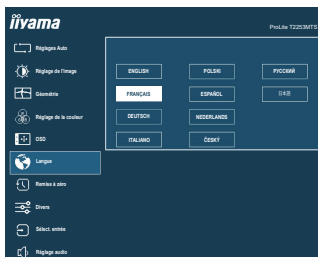 iiyama
ProLite T2253MTS
Réglages Auto
Réglage de l'Image
Géométrie
Réglage de la couleur
OSD
Langue
Remise à zéro
Divers
Sélect. entrée
Réglage audio
ENGLISH
POLSKI
РУССКИЙ
FRANÇAIS
ESPAÑOL
日本語
DEUTSCH
NEDERLANDS
ITALIANO
ČESKÝ